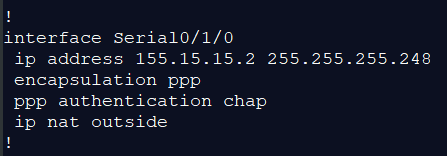 !
interface Serial0/1/0
 ip address 155.15.15.2 255.255.255.248
 encapsulation ppp
 ppp authentication chap
 ip nat outside
!